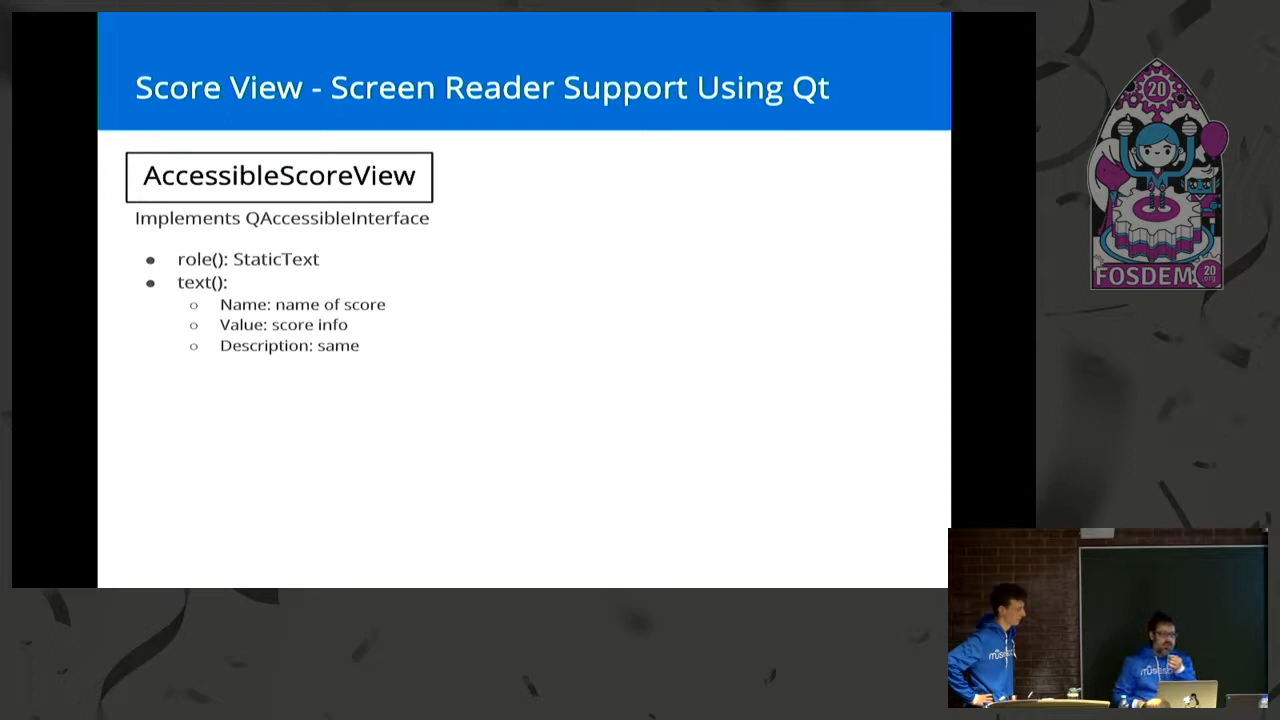 Score View - Screen Reader Support Using Qt
AccessibleScoreView
Implements QAccessibleInterface
● role(): StaticText
● text():
○ Name: name of score
○ Value: score info
○ Description: same
20
FOSDEM
20
.org